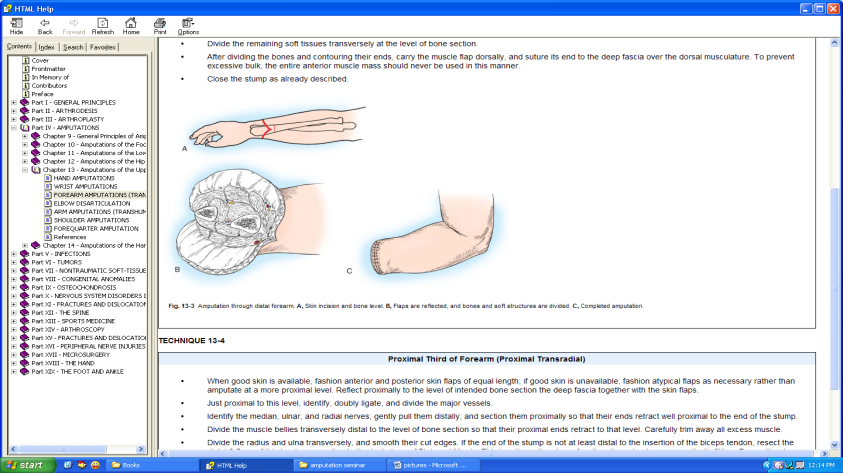 HTML Help
Hide Back Forward Refresh Home Print Options
Contents Index Search Favorites
Cover
Frontmatter
In Memory of
Contributors
Preface
Part I - GENERAL PRINCIPLES
Part II - ARTHRODESIS
Part III - ARTHROPLASTY
Part IV - AMPUTATIONS
Chapter 9 - General Principles of Amp
Chapter 10 - Amputations of the Foo
Chapter 11 - Amputations of the Low
Chapter 12 - Amputations of the Hip
Chapter 13 - Amputations of the Upp
HAND AMPUTATIONS
WRIST AMPUTATIONS
FOREARM AMPUTATIONS (TRAN
ELBOW DISARTICULATION
ARM AMPUTATIONS (TRANSHUM
SHOULDER AMPUTATIONS
FOREQUARTER AMPUTATION
References
Chapter 14 - Amputations of the Har
Part V - INFECTIONS
Part VI - TUMORS
Part VII - NONTRAUMATIC SOFT-TISSUE
Part VIII - CONGENITAL ANOMALIES
Part IX - OSTEOCHONDROSIS
Part X - NERVOUS SYSTEM DISORDERS I
Part XI - FRACTURES AND DISLOCATION
Part XII - THE SPINE
Part XIII - SPORTS MEDICINE
Part XIV - ARTHROSCOPY
Part XV - FRACTURES AND DISLOCATIO
Part XVI - PERIPHERAL NERVE INJURIES
Part XVII - MICROSURGERY
Part XVIII - THE HAND
Part XIX - THE FOOT AND ANKLE
• Divide the remaining soft tissues transversely at the level of bone section.
• After dividing the bones and contouring their ends, carry the muscle flap dorsally, and suture its end to the deep fascia over the dorsal musculature. To prevent
excessive bulk, the entire anterior muscle mass should never be used in this manner.
• Close the stump as already described.
A
B
C
Fig. 13-3 Amputation through distal forearm. A, Skin incision and bone level. B, Flaps are reflected, and bones and soft structures are divided. C, Completed amputation.
TECHNIQUE 13-4
Proximal Third of Forearm (Proximal Transradial)
• When good skin is available, fashion anterior and posterior skin flaps of equal length; if good skin is unavailable, fashion atypical flaps as necessary rather than
amputate at a more proximal level. Reflect proximally to the level of intended bone section the deep fascia together with the skin flaps.
• Just proximal to this level, identify, doubly ligate, and divide the major vessels.
• Identify the median, ulnar, and radial nerves; gently pull them distally; and section them proximally so that their ends retract well proximal to the end of the stump.
• Divide the muscle bellies transversely distal to the level of bone section so that their proximal ends retract to that level. Carefully trim away all excess muscle.
• Divide the radius and ulna transversely, and smooth their cut edges. If the end of the stump is not at least distal to the insertion of the biceps tendon, resect the
start Books HTML Help amputation seminar pictures - Microsoft ... 12:14 PM